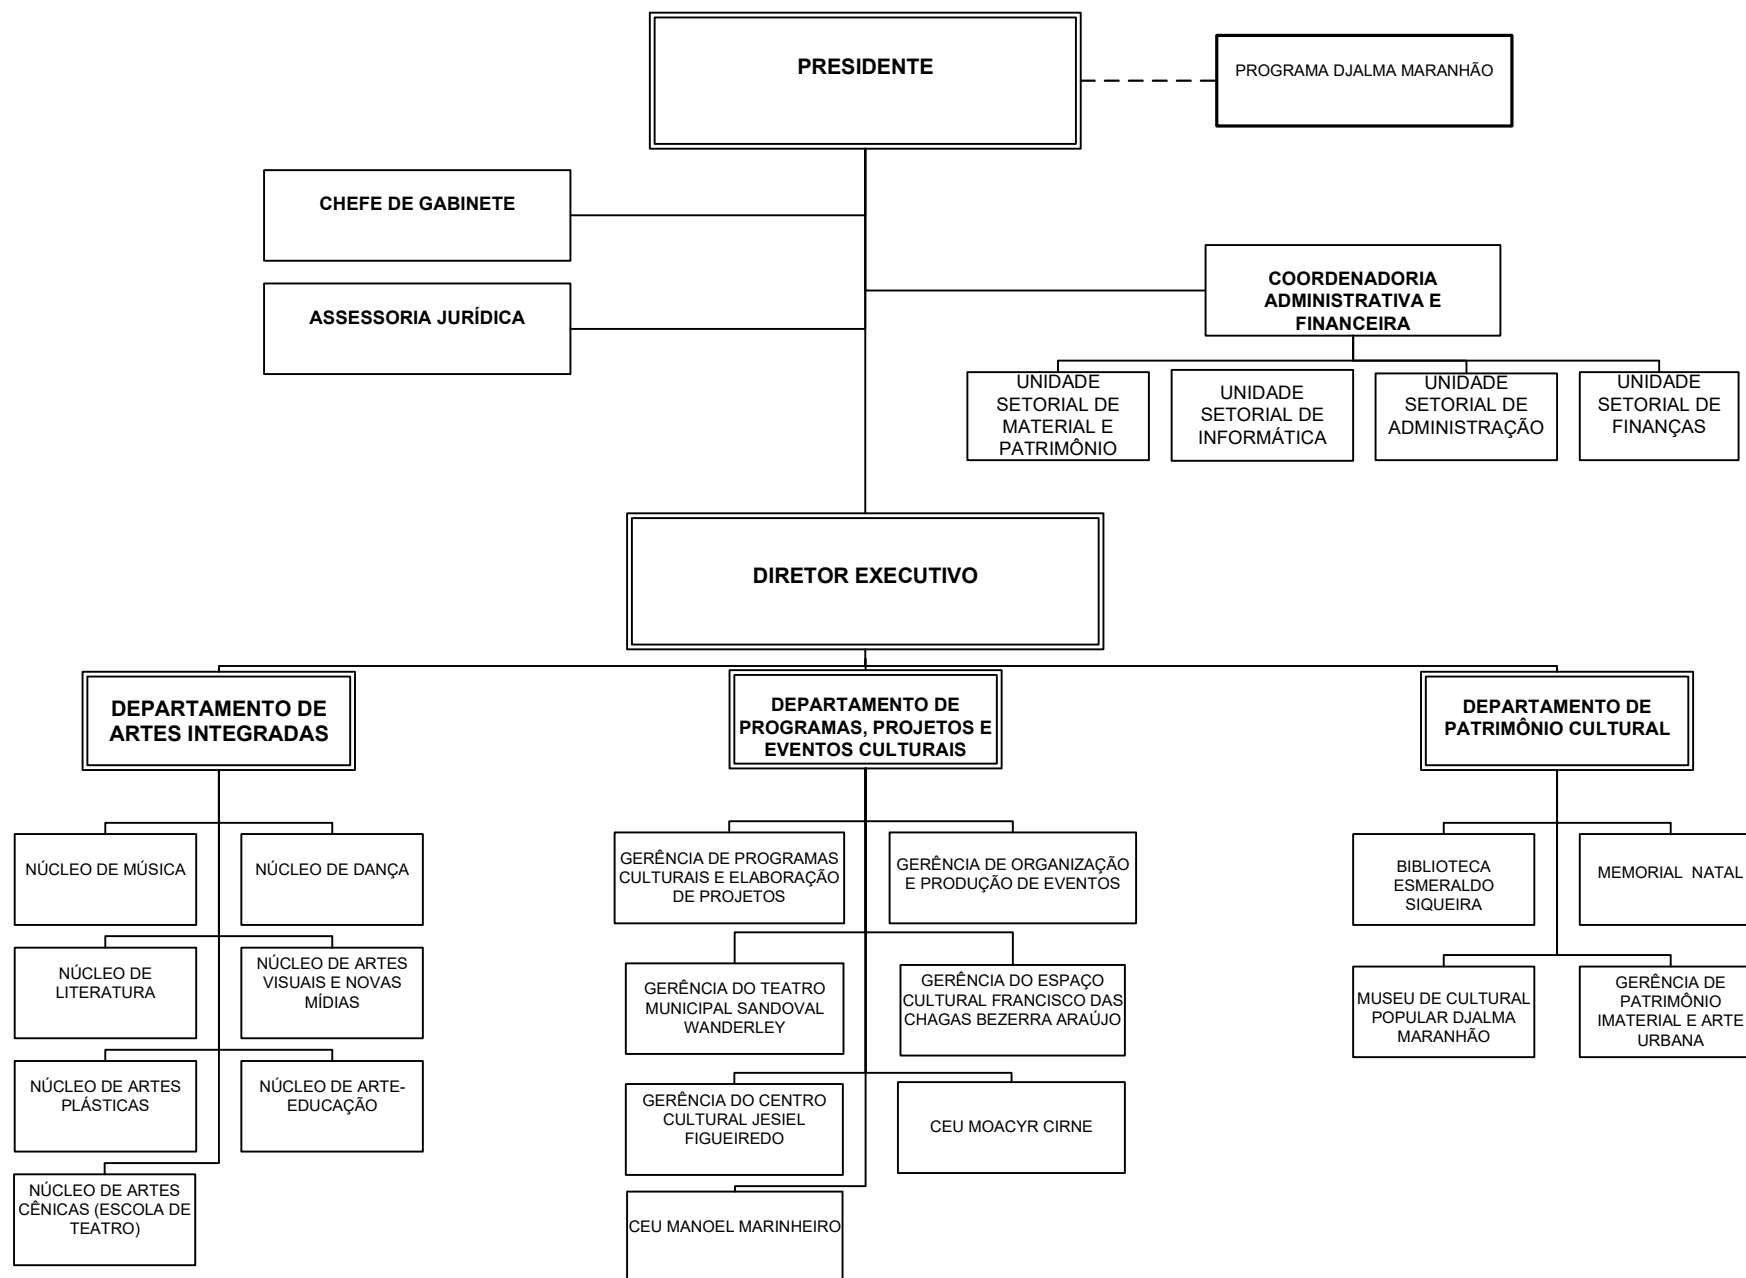 PRESIDENTE
PROGRAMA DJALMA MARANHÃO
CHEFE DE GABINETE
ASSESSORIA JURÍDICA
COORDENADORIA
ADMINISTRATIVA E
FINANCEIRA
UNIDADE
SETORIAL DE
MATERIAL E
PATRIMÔNIO
UNIDADE
SETORIAL DE
INFORMÁTICA
UNIDADE
SETORIAL DE
ADMINISTRAÇÃO
UNIDADE
SETORIAL DE
FINANÇAS
DIRETOR EXECUTIVO
DEPARTAMENTO DE
ARTES INTEGRADAS
DEPARTAMENTO DE
PROGRAMAS, PROJETOS E
EVENTOS CULTURAIS
DEPARTAMENTO DE
PATRIMÔNIO CULTURAL
NÚCLEO DE MÚSICA
NÚCLEO DE DANÇA
NÚCLEO DE
LITERATURA
NÚCLEO DE ARTES
VISUAIS E NOVAS
MÍDIAS
NÚCLEO DE ARTES
PLÁSTICAS
NÚCLEO DE ARTE-
EDUCAÇÃO
NÚCLEO DE ARTES
CÊNICAS (ESCOLA DE
TEATRO)
GERÊNCIA DE PROGRAMAS
CULTURAIS E ELABORAÇÃO
DE PROJETOS
GERÊNCIA DE ORGANIZAÇÃO
E PRODUÇÃO DE EVENTOS
GERÊNCIA DO TEATRO
MUNICIPAL SANDOVAL
WANDERLEY
GERÊNCIA DO ESPAÇO
CULTURAL FRANCISCO DAS
CHAGAS BEZERRA ARAÚJO
GERÊNCIA DO CENTRO
CULTURAL JESIEL
FIGUEIREDO
CEU MOACYR CIRNE
CEU MANOEL MARINHEIRO
BIBLIOTECA
ESMERALDO
SIQUEIRA
MEMORIAL NATAL
MUSEU DE CULTURAL
POPULAR DJALMA
MARANHÃO
GERÊNCIA DE
PATRIMÔNIO
IMATERIAL E ARTE
URBANA